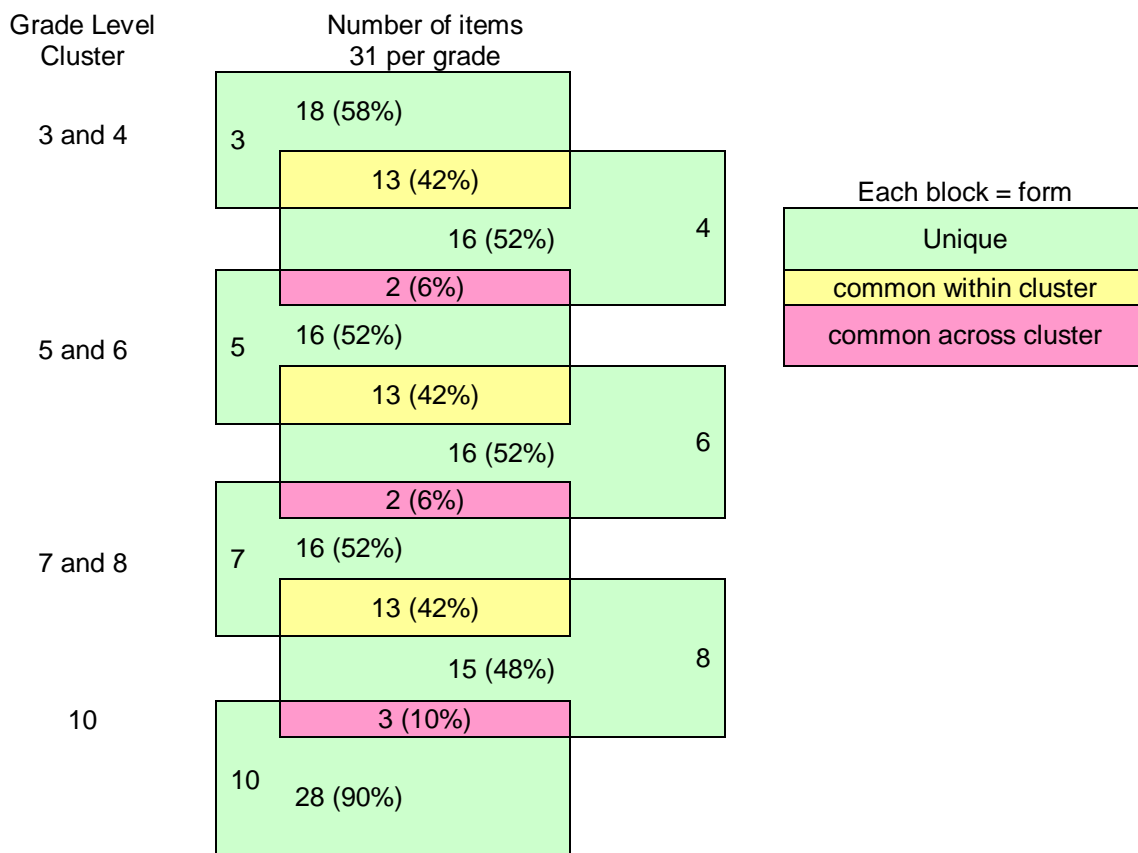 Grade Level
Cluster
Number of items
31 per grade
3 and 4
3
18 (58%)
13 (42%)
4
16 (52%)
2 (6%)
5 and 6
5
16 (52%)
13 (42%)
6
16 (52%)
2 (6%)
7 and 8
7
16 (52%)
13 (42%)
8
15 (48%)
10
3 (10%)
10
28 (90%)
Each block = form
Unique
common within cluster
common across cluster